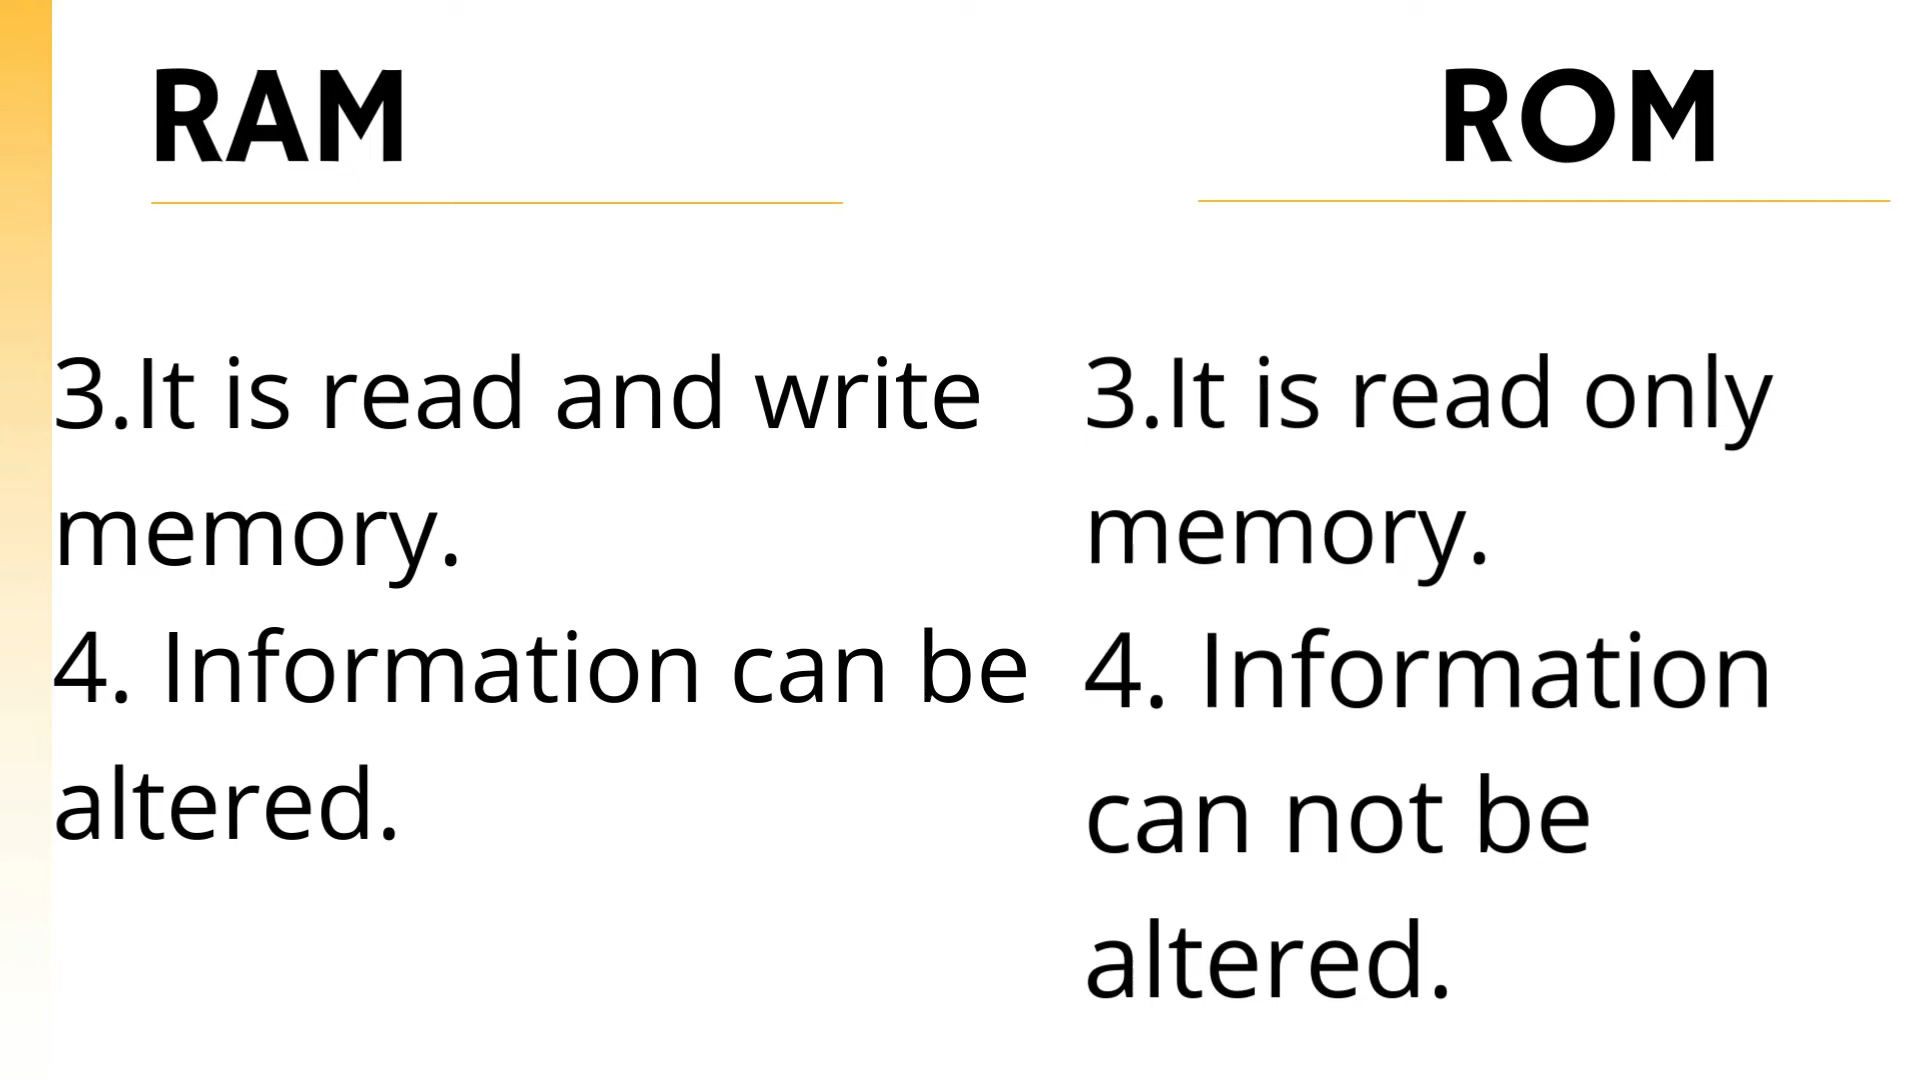 RAM
3.It is read and write
memory.
4. Information can be
altered.
ROM
3.It is read only
memory.
4. Information
can not be
altered.